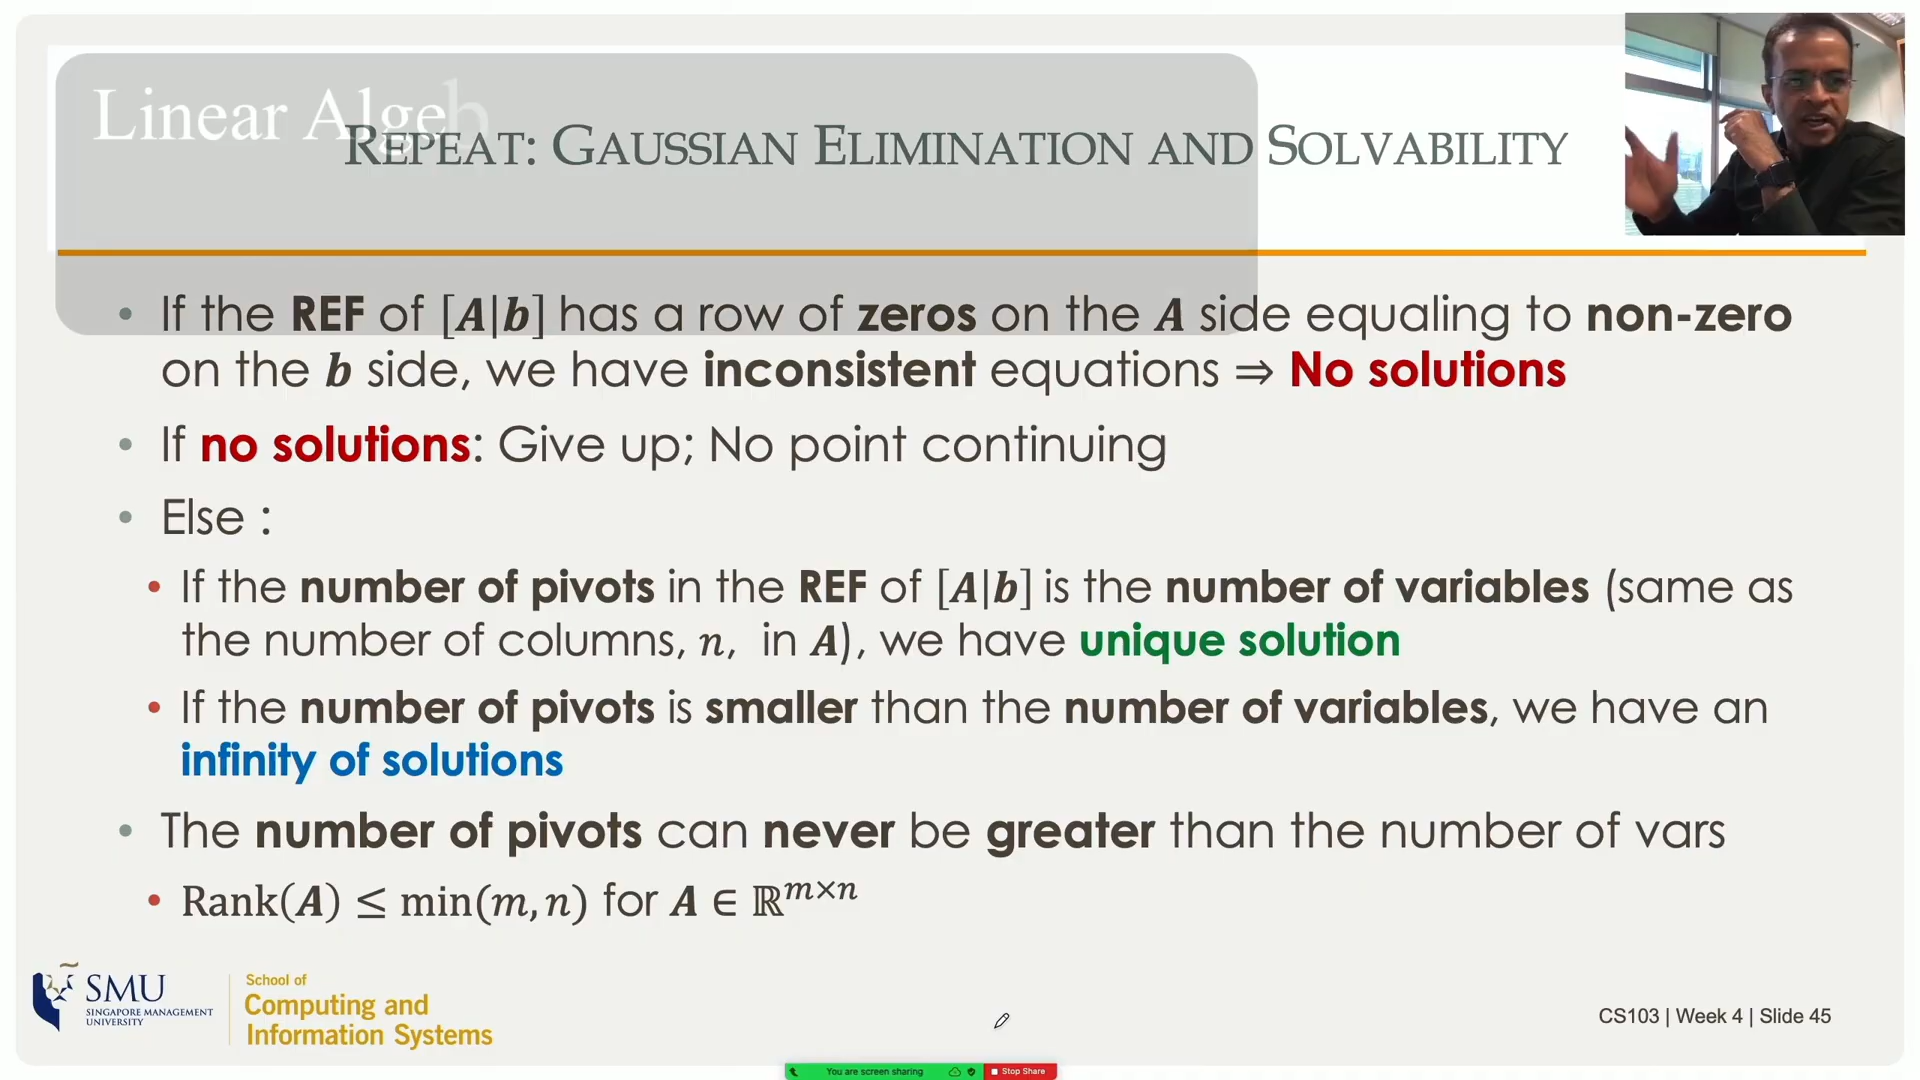 Linear Algeb
REPEAT: GAUSSIAN ELIMINATION AND SOLVABILITY
• If the REF of [A|b] has a row of zeros on the A side equaling to non-zero
on the b side, we have inconsistent equations ⇒ No solutions
• If no solutions: Give up; No point continuing
• Else :
• If the number of pivots in the REF of [A|b] is the number of variables (same as
the number of columns, n, in A), we have unique solution
• If the number of pivots is smaller than the number of variables, we have an
infinity of solutions
• The number of pivots can never be greater than the number of vars
• Rank(A) ≤ min(m, n) for A ∈ ℝᵐˣⁿ
SMU
SINGAPORE MANAGEMENT
UNIVERSITY
School of
Computing and
Information Systems
CS103 | Week 4 | Slide 45
You are screen sharing
Stop Share